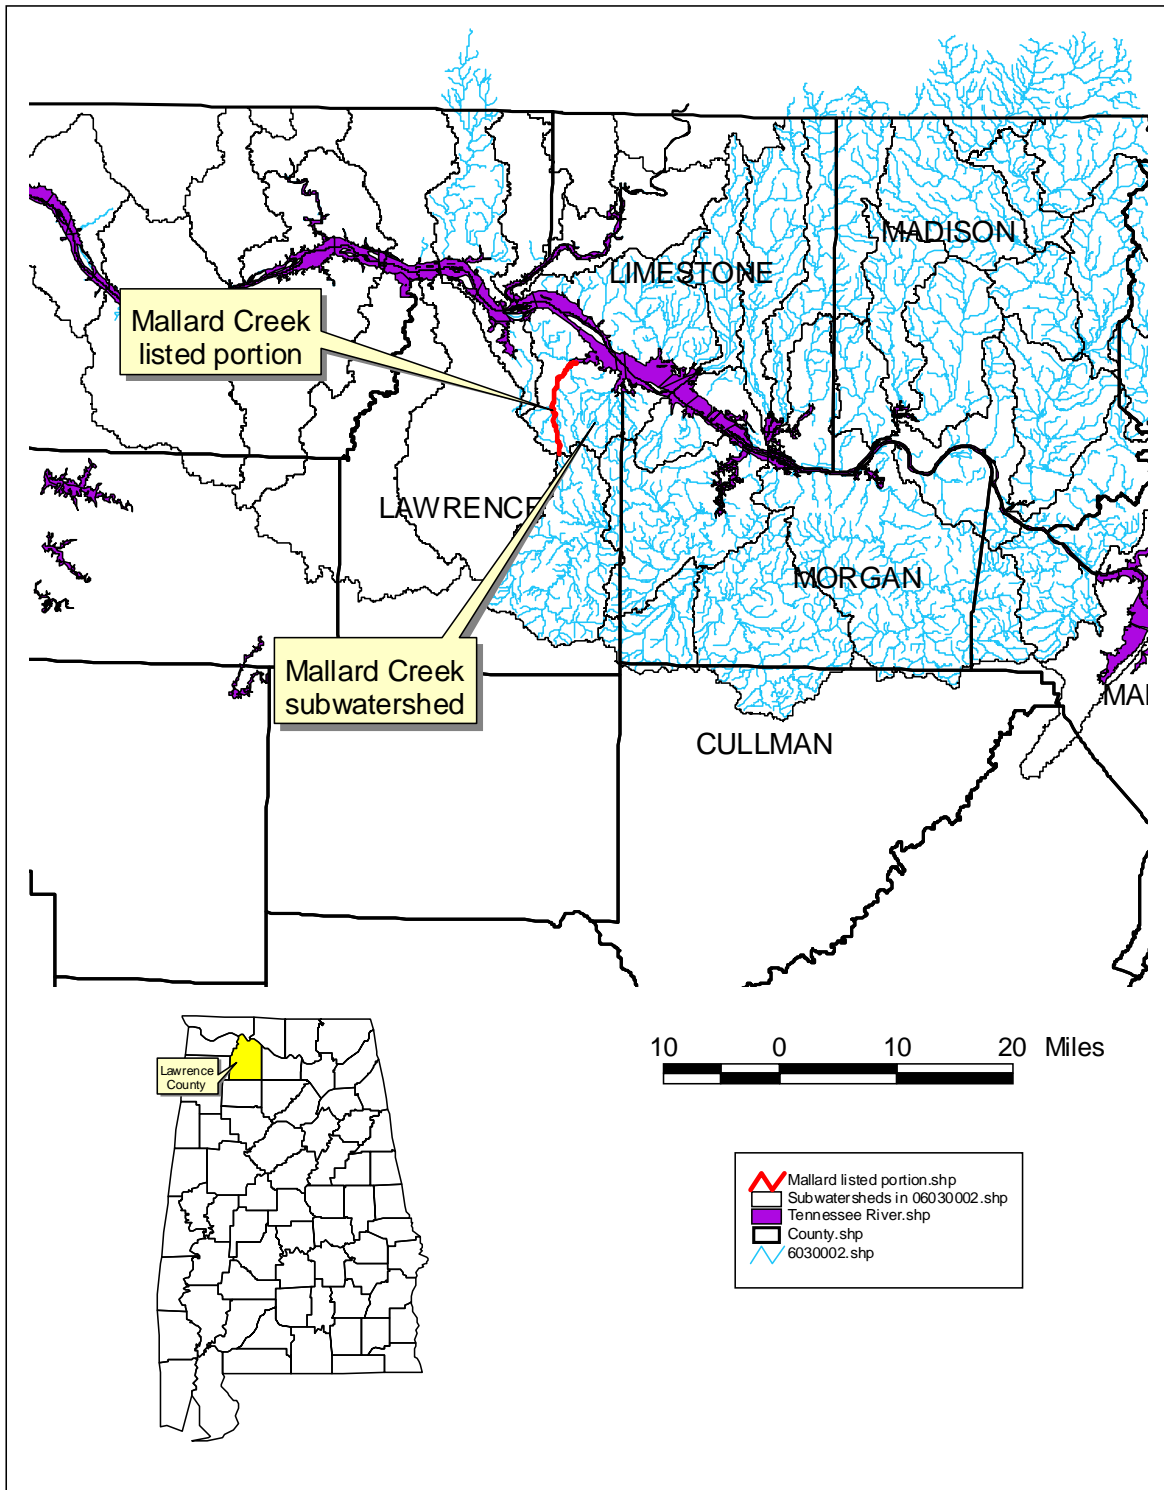 MADISON
LIMESTONE
Mallard Creek
listed portion
LAWRENCE
MORGAN
Mallard Creek
subwatershed
MA
CULLMAN
10 0 10 20 Miles
Lawrence
County
Mallard listed portion.shp
Subwatersheds in 06030002.shp
Tennessee River.shp
County.shp
6030002.shp